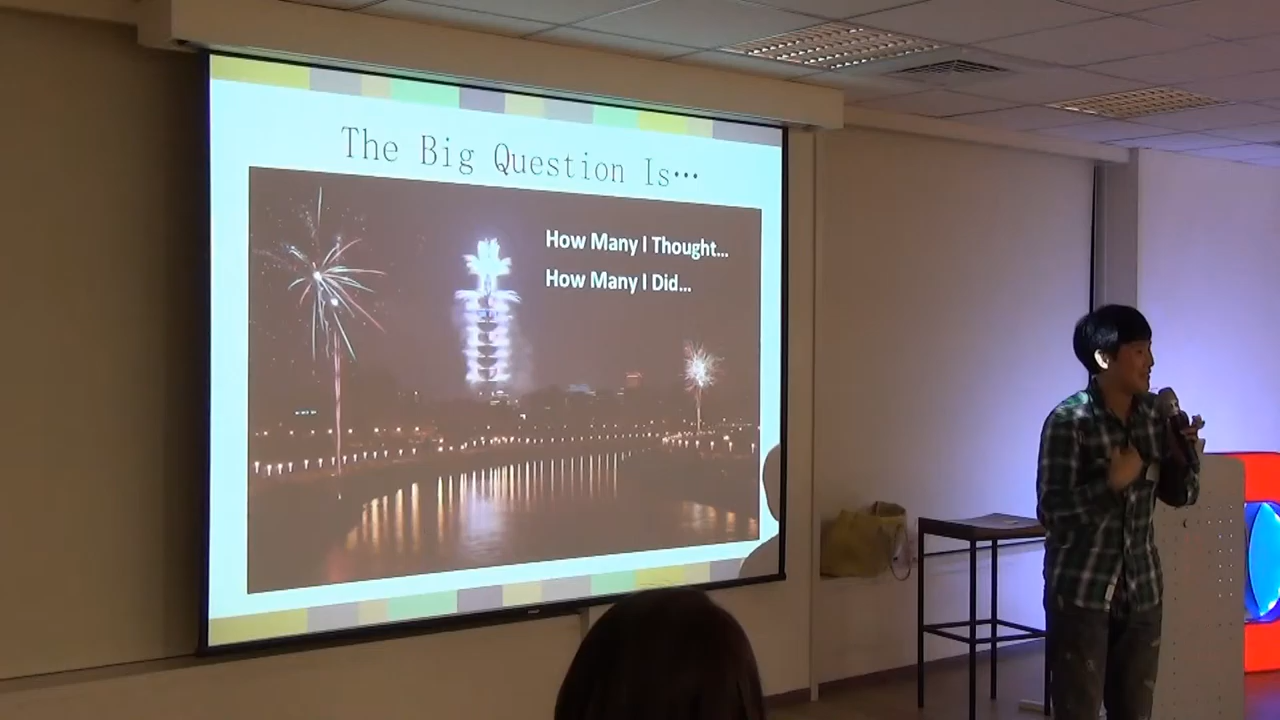 The Big Question Is…
How Many I Thought...
How Many I Did...